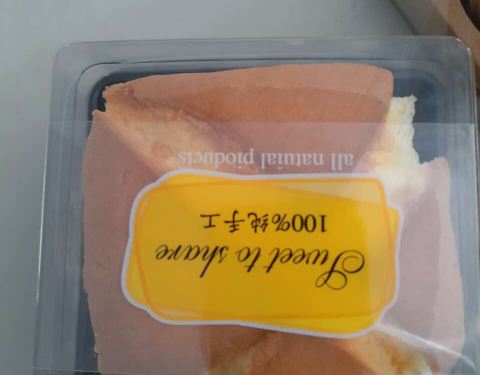 Sweet to share
100%纯手工
all natural products